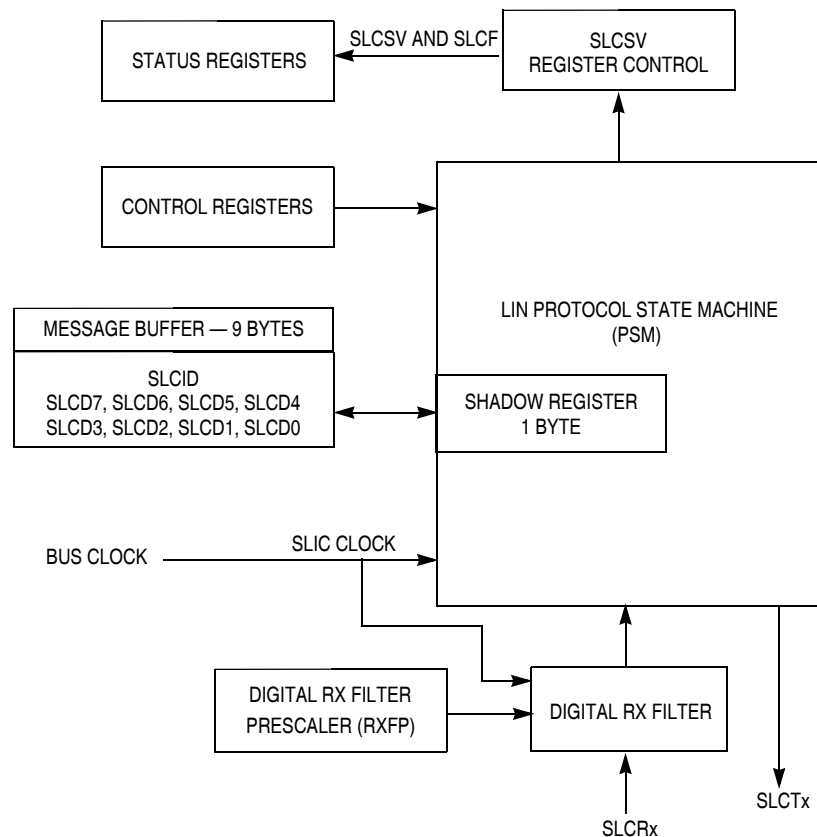 STATUS REGISTERS
SLCSV AND SLCF
SLCSV
REGISTER CONTROL
CONTROL REGISTERS
LIN PROTOCOL STATE MACHINE
(PSM)
MESSAGE BUFFER — 9 BYTES
SLCID
SLCD7, SLCD6, SLCD5, SLCD4
SLCD3, SLCD2, SLCD1, SLCD0
SHADOW REGISTER
1 BYTE
BUS CLOCK
SLIC CLOCK
DIGITAL RX FILTER
PRESCALER (RXFP)
DIGITAL RX FILTER
SLCTx
SLCRx